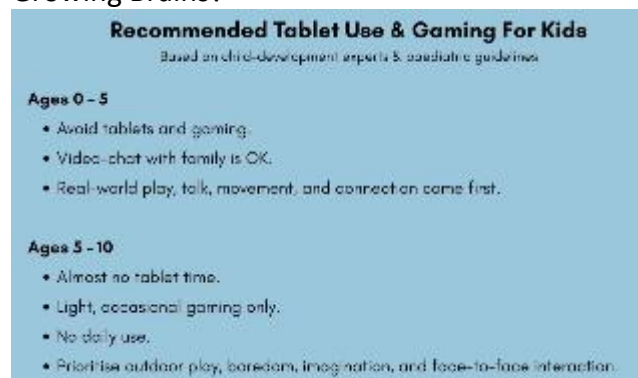 Growing Brains?
Recommended Tablet Use & Gaming For Kids
Based on child-development experts & paediatric guidelines
Ages 0 – 5
• Avoid tablets and gaming.
• Video-chat with family is OK.
• Real-world play, talk, movement, and connection come first.
Ages 5 – 10
• Almost no tablet time.
• Light, occasional gaming only.
• No daily use.
• Prioritise outdoor play, boredom, imagination, and face-to-face interaction.